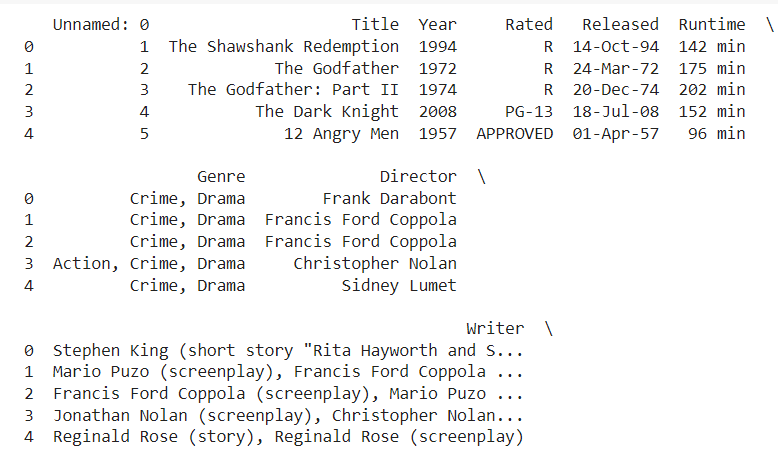 Unnamed: 0 Title Year Rated Released Runtime \
0 1 The Shawshank Redemption 1994 R 14-Oct-94 142 min
1 2 The Godfather 1972 R 24-Mar-72 175 min
2 3 The Godfather: Part II 1974 R 20-Dec-74 202 min
3 4 The Dark Knight 2008 PG-13 18-Jul-08 152 min
4 5 12 Angry Men 1957 APPROVED 01-Apr-57 96 min
Genre Director \
0 Crime, Drama Frank Darabont
1 Crime, Drama Francis Ford Coppola
2 Crime, Drama Francis Ford Coppola
3 Action, Crime, Drama Christopher Nolan
4 Crime, Drama Sidney Lumet
Writer \
0 Stephen King (short story "Rita Hayworth and S...
1 Mario Puzo (screenplay), Francis Ford Coppola ...
2 Francis Ford Coppola (screenplay), Mario Puzo ...
3 Jonathan Nolan (screenplay), Christopher Nolan...
4 Reginald Rose (story), Reginald Rose (screenplay)